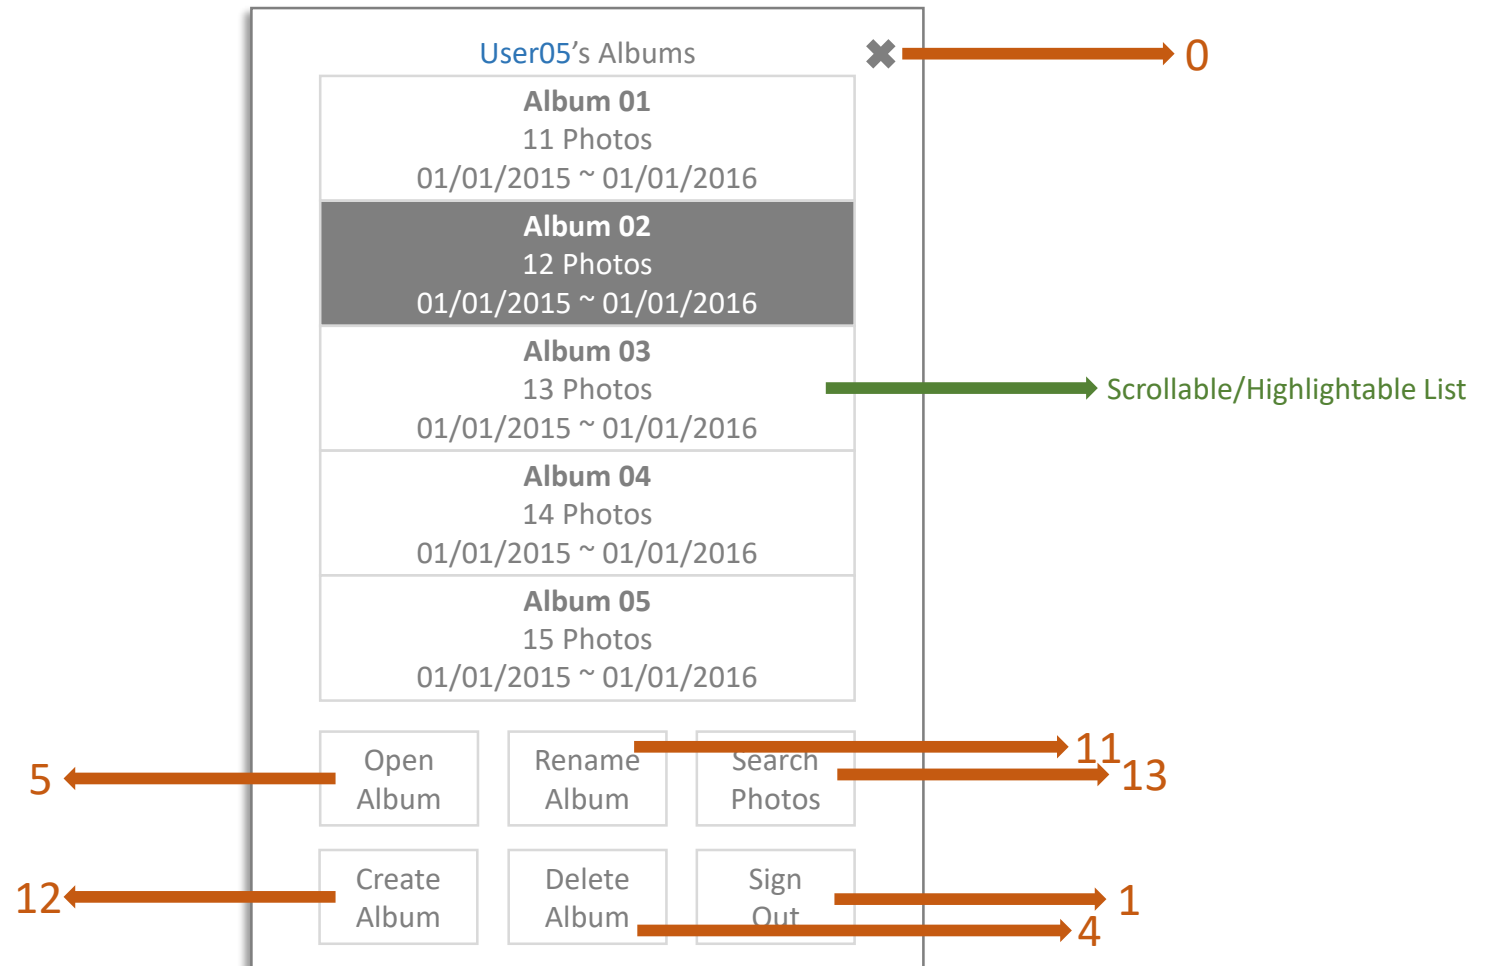 User05's Albums
✖
0
Album 01
11 Photos
01/01/2015 ~ 01/01/2016
Album 02
12 Photos
01/01/2015 ~ 01/01/2016
Album 03
13 Photos
01/01/2015 ~ 01/01/2016
Scrollable/Highlightable List
Album 04
14 Photos
01/01/2015 ~ 01/01/2016
Album 05
15 Photos
01/01/2015 ~ 01/01/2016
5
Open
Album
Rename
Album
Search
Photos
11
13
12
Create
Album
Delete
Album
Sign
Out
1
4